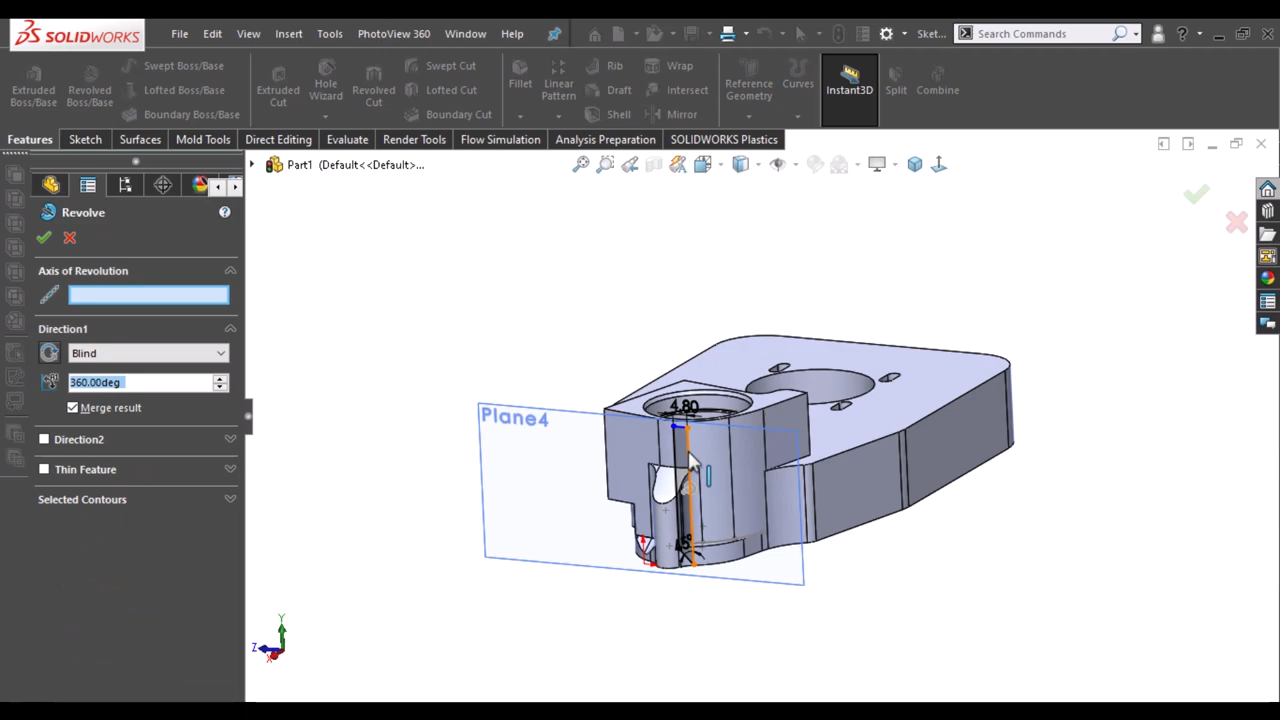 SOLIDWORKS
File Edit View Insert Tools PhotoView 360 Window Help
Sket...
Search Commands
Extruded Boss/Base
Revolved Boss/Base
Swept Boss/Base
Lofted Boss/Base
Boundary Boss/Base
Extruded Cut
Hole Wizard
Revolved Cut
Swept Cut
Lofted Cut
Boundary Cut
Fillet
Linear Pattern
Rib
Draft
Shell
Wrap
Intersect
Mirror
Reference Geometry
Curves
Instant3D
Split
Combine
Features Sketch Surfaces Mold Tools Direct Editing Evaluate Render Tools Flow Simulation Analysis Preparation SOLIDWORKS Plastics
Part1 (Default<<Default>...
Revolve
Axis of Revolution
Direction1
Blind
360.00deg
Merge result
Direction2
Thin Feature
Selected Contours
Plane4
4.80
45°
Y
Z
X